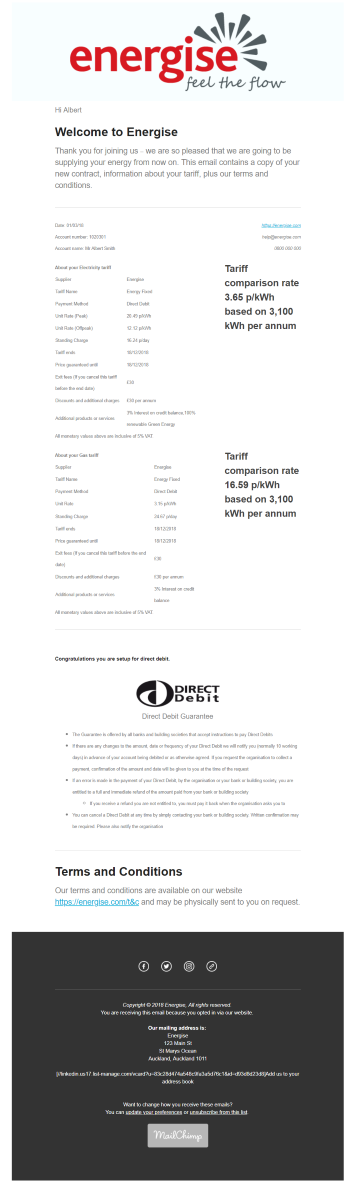 energise
feel the flow
Hi Albert
Welcome to Energise
Thank you for joining us - we are so pleased that we are going to be
supplying your energy from now on. This email contains a copy of your
new contract, information about your tariff, plus our terms and
conditions.
Date: 01/03/18 https://energise.com
Account number: 1020301 help@energise.com
Account name: Mr Albert Smith 0800 092 000
About your Electricity tariff
Supplier Energise
Tariff Name Energy Fixed
Payment Method Direct Debit
Unit Rate (Peak) 20.49 p/kWh
Unit Rate (Offpeak) 12.12 p/kWh
Standing Charge 16.24 p/day
Tariff ends 18/12/2018
Price guaranteed until 18/12/2018
Exit fees (If you cancel this tariff
before the end date) £30
Discounts and additional charges £30 per annum
Additional products or services 3% Interest on credit balance, 100%
renewable Green Energy
All monetary values above are inclusive of 5% VAT
Tariff
comparison rate
3.65 p/kWh
based on 3,100
kWh per annum
About your Gas tariff
Supplier Energise
Tariff Name Energy Fixed
Payment Method Direct Debit
Unit Rate 3.15 p/kWh
Standing Charge 24.67 p/day
Tariff ends 18/12/2018
Price guaranteed until 18/12/2018
Exit fees (If you cancel this tariff before the end
date) £30
Discounts and additional charges £30 per annum
Additional products or services 3% Interest on credit
balance
All monetary values above are inclusive of 5% VAT
Tariff
comparison rate
16.59 p/kWh
based on 3,100
kWh per annum
Congratulations you are setup for direct debit.
DIRECT
Debit
Direct Debit Guarantee
The Guarantee is offered by all banks and building societies that accept instructions to pay Direct Debits
If there are any changes to the amount, date or frequency of your Direct Debit we will notify you (normally 10 working
days) in advance of your account being debited or as otherwise agreed. If you request the organisation to collect a
payment, confirmation of the amount and date will be given to you at the time of the request
If an error is made in the payment of your Direct Debit, by the organisation or your bank or building society, you are
entitled to a full and immediate refund of the amount paid from your bank or building society
If you receive a refund you are not entitled to, you must pay it back when the organisation asks you to
You can cancel a Direct Debit at any time by simply contacting your bank or building society. Written confirmation may
be required. Please also notify the organisation
Terms and Conditions
Our terms and conditions are available on our website
https://energise.com/t&c and may be physically sent to you on request.
Copyright © 2018 Energise, All rights reserved.
You are receiving this email because you opted in via our website.
Our mailing address is:
Energise
123 Main St
St Marys Ocean
Auckland, Auckland 1011
address book
Want to change how you receive these emails?
You can update your preferences or unsubscribe from this list
MailChimp